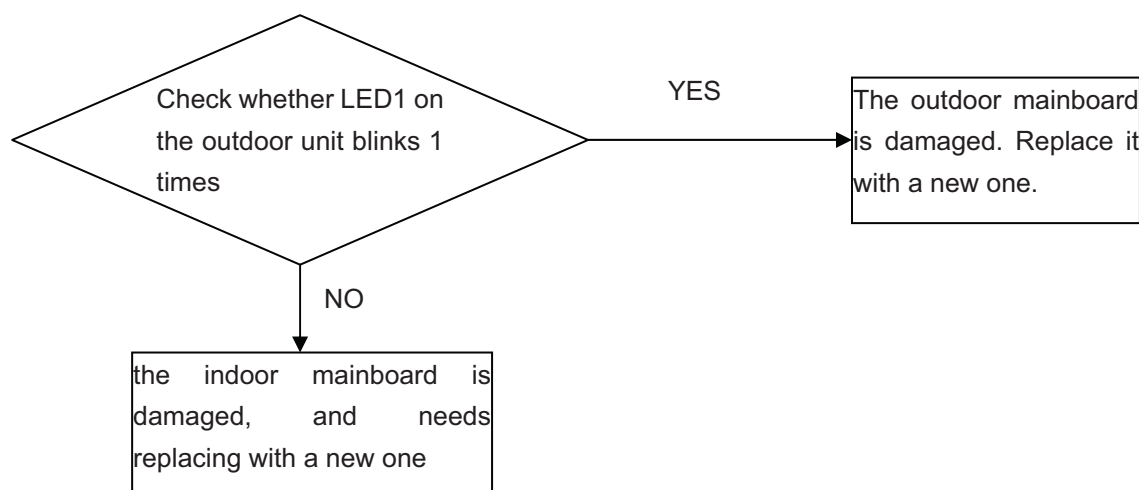 Check whether LED1 on
the outdoor unit blinks 1
times
YES
The outdoor mainboard
is damaged. Replace it
with a new one.
NO
the indoor mainboard is
damaged, and needs
replacing with a new one